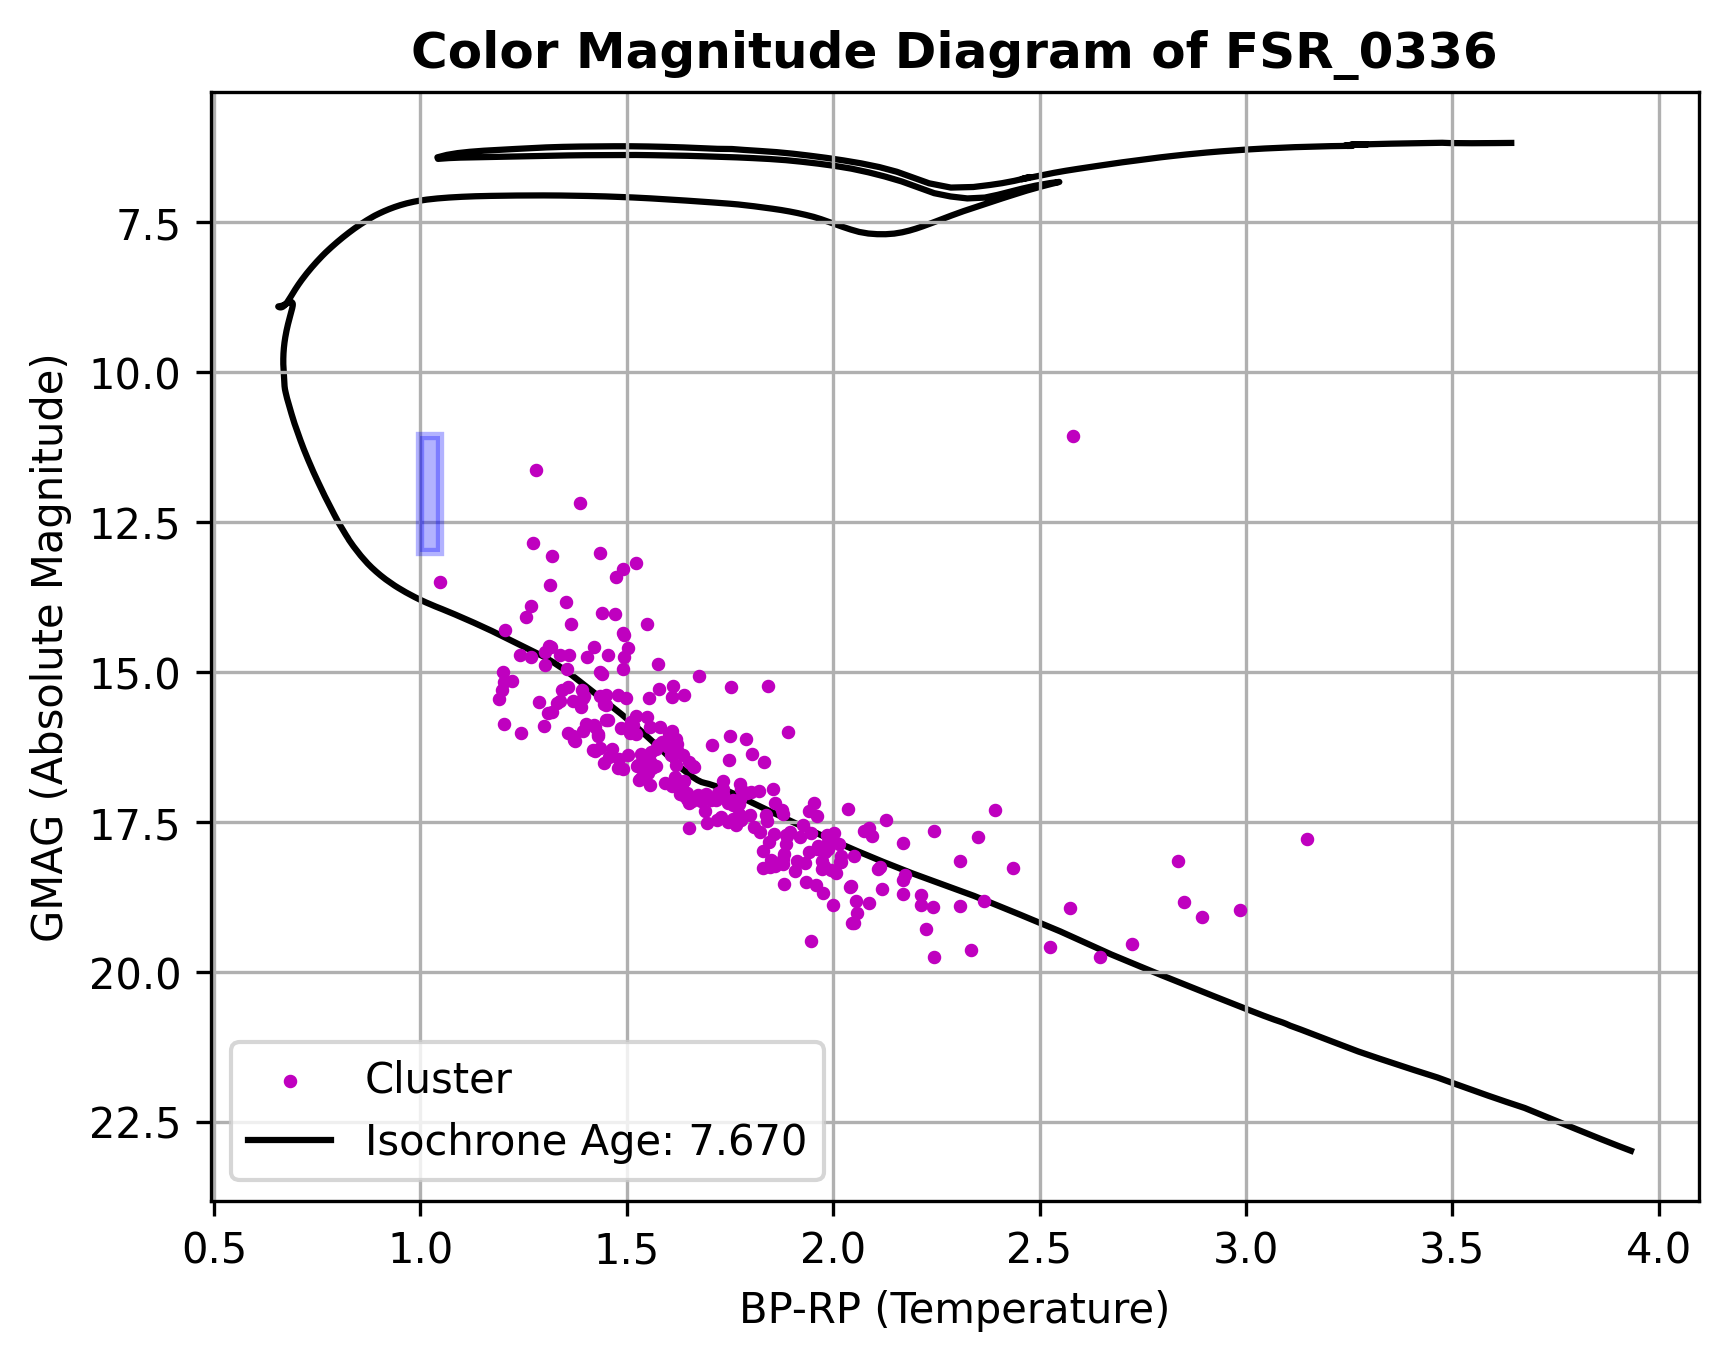 Color Magnitude Diagram of FSR_0336
GMAG (Absolute Magnitude)
7.5
10.0
12.5
15.0
17.5
20.0
22.5
Cluster
Isochrone Age: 7.670
0.5 1.0 1.5 2.0 2.5 3.0 3.5 4.0
BP-RP (Temperature)